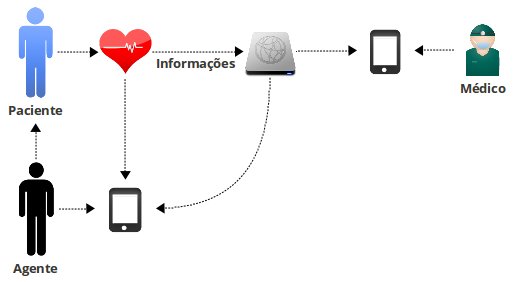 Informações
Paciente
Médico
Agente